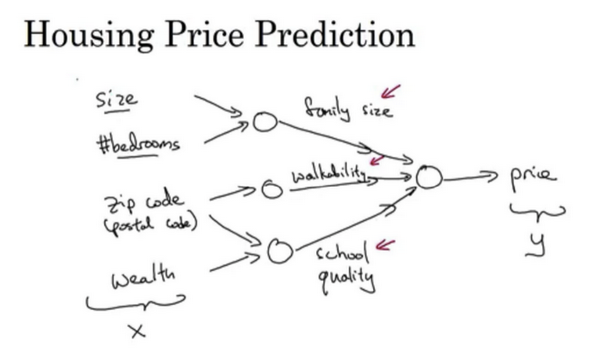 Housing Price Prediction
size
#bedrooms
zip code
(postal code)
wealth
x
family size
walkability
school
quality
price
y